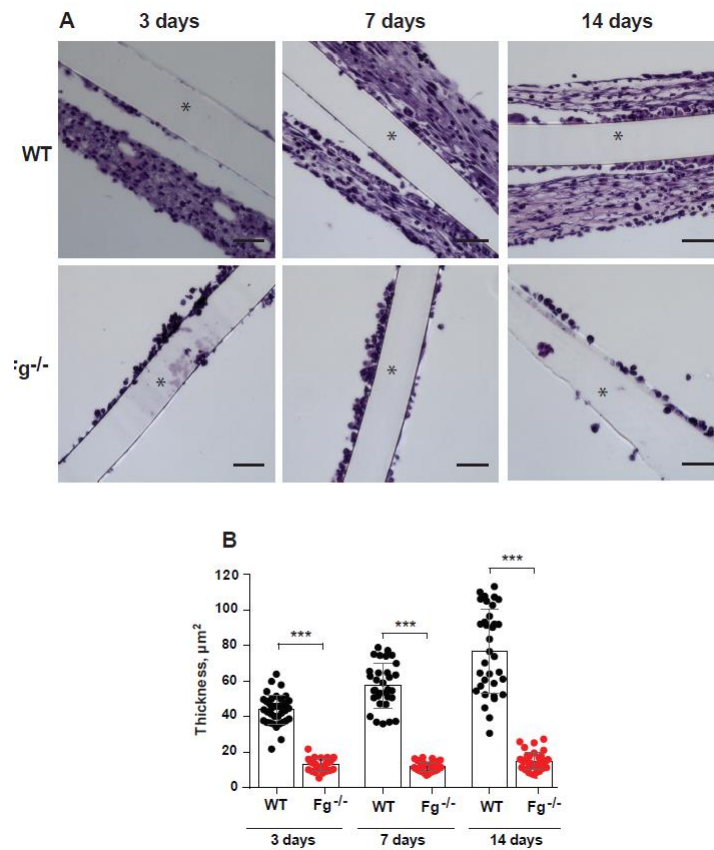 A
3 days 7 days 14 days
WT
*
*
*
Fg-/-
*
*
*
B
Thickness, µm²
120
100
80
60
40
20
0
***
***
***
WT Fg-/- WT Fg-/- WT Fg-/-
3 days 7 days 14 days